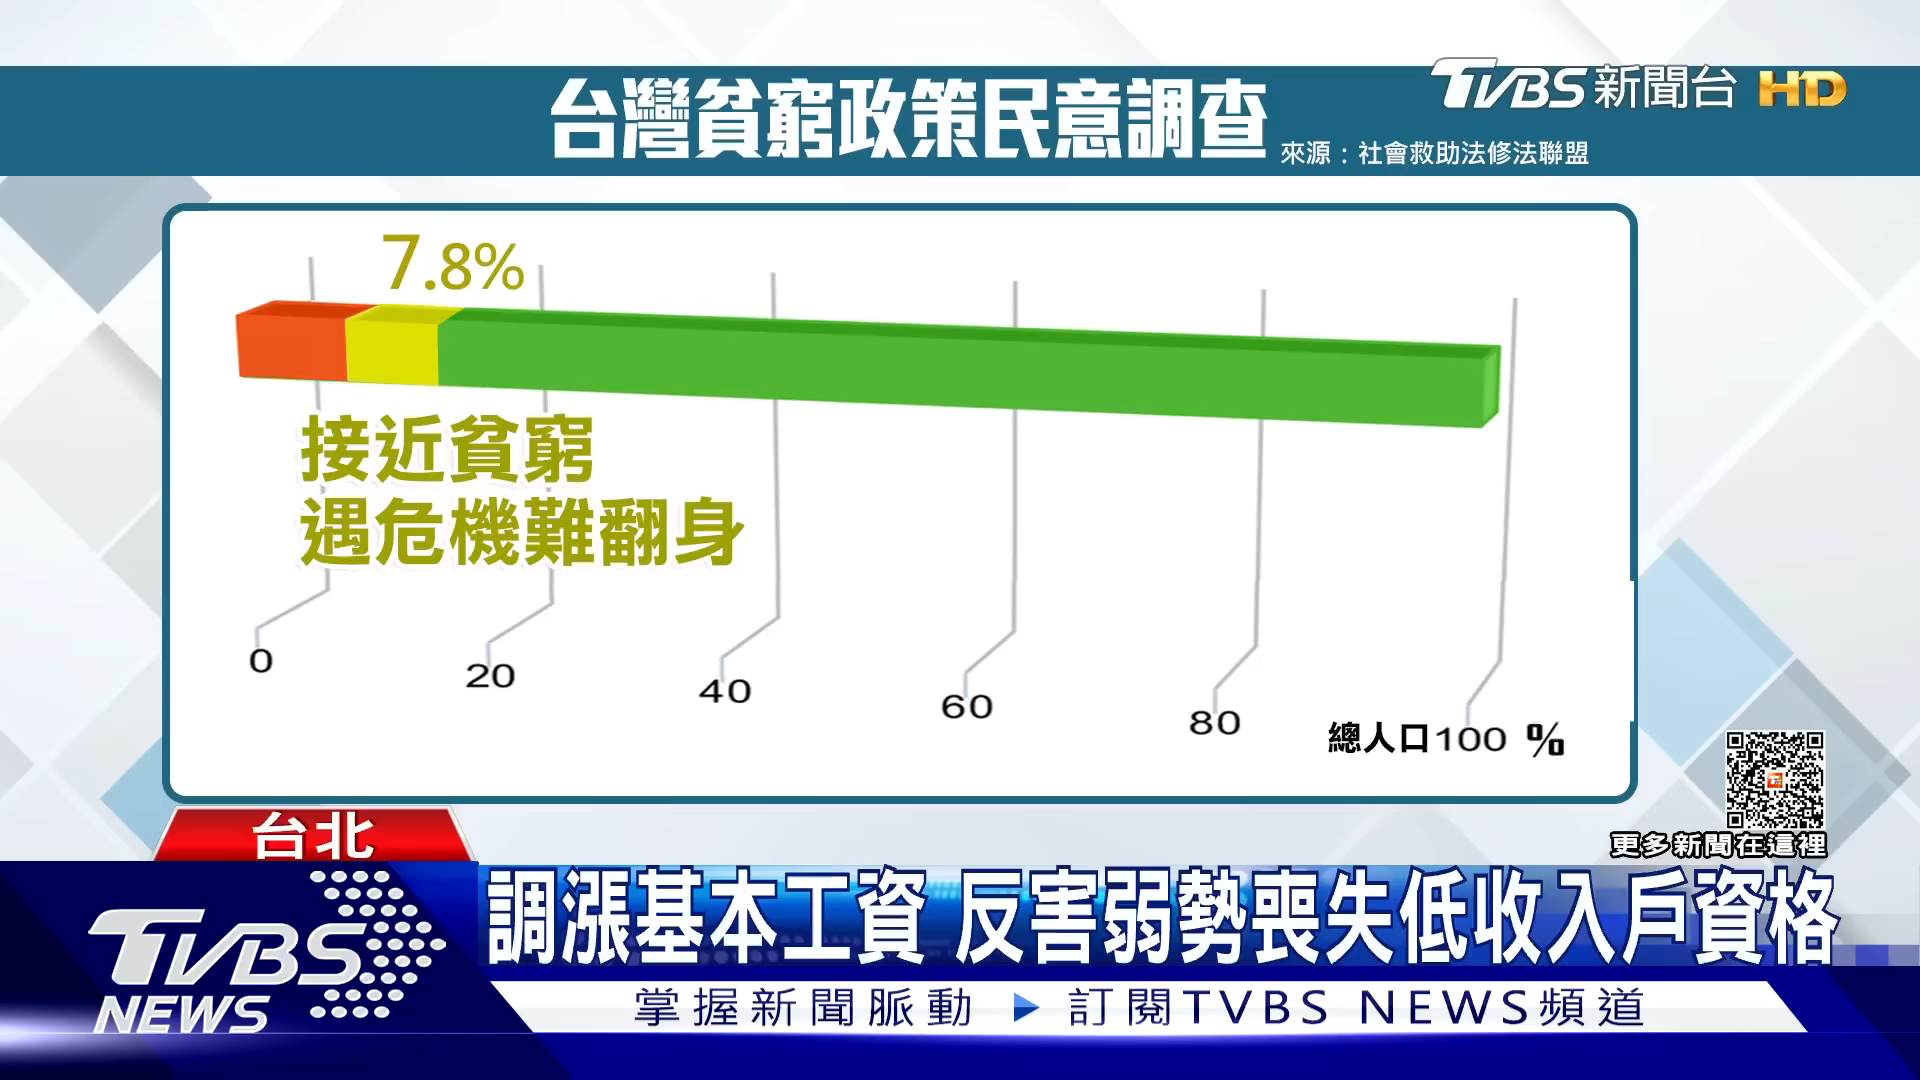 台灣貧窮政策民意調查
來源：社會救助法修法聯盟
TVBS新聞台 HD
7.8%
接近貧窮
遇危機難翻身
0
20
40
60
80
總人口100 %
更多新聞在這裡
台北
調漲基本工資 反害弱勢喪失低收入戶資格
TVBS
NEWS
掌握新聞脈動 ▶ 訂閱TVBS NEWS頻道